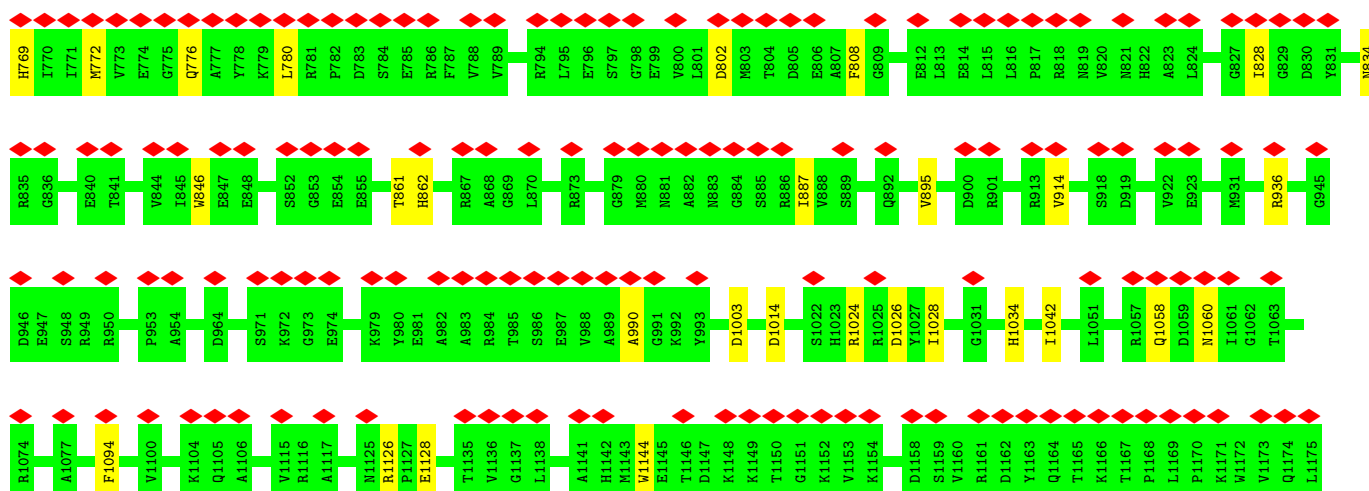 H769 I770 I771 M772 V773 E774 G775 Q776 A777 Y778 K779 L780 R781 P782 D783 S784 E785 R786 F787 V788 V789 R794 L795 E796 S797 G798 E799 V800 L801 D802 M803 T804 D805 E806 A807 F808 G809 E812 L813 E814 L815 L816 P817 R818 N819 V820 N821 H822 A823 L824 G827 I828 G829 D830 Y831 N834
R835 G836 E840 T841 V844 I845 W846 E847 E848 S852 G853 E854 E855 T861 H862 R867 A868 G869 L870 R873 G879 M880 N881 A882 N883 G884 S885 R886 I887 V888 S889 Q892 V895 D900 R901 R913 V914 S918 D919 V922 E923 M931 R936 G945
D946 E947 S948 R949 R950 P953 A954 D964 S971 K972 G973 E974 K979 Y980 E981 A982 A983 R984 T985 S986 E987 V988 A989 A990 G991 K992 Y993 D1003 D1014 S1022 H1023 R1024 R1025 D1026 Y1027 I1028 G1031 H1034 I1042 L1051 R1057 Q1058 D1059 N1060 I1061 G1062 T1063
R1074 A1077 F1094 V1100 K1104 Q1105 A1106 V1115 R1116 A1117 N1125 R1126 P1127 E1128 T1135 V1136 G1137 L1138 A1141 H1142 M1143 W1144 E1145 T1146 D1147 K1148 K1149 T1150 G1151 K1152 V1153 K1154 D1158 S1159 V1160 R1161 D1162 Y1163 Q1164 T1165 K1166 T1167 P1168 L1169 P1170 K1171 W1172 V1173 Q1174 L1175